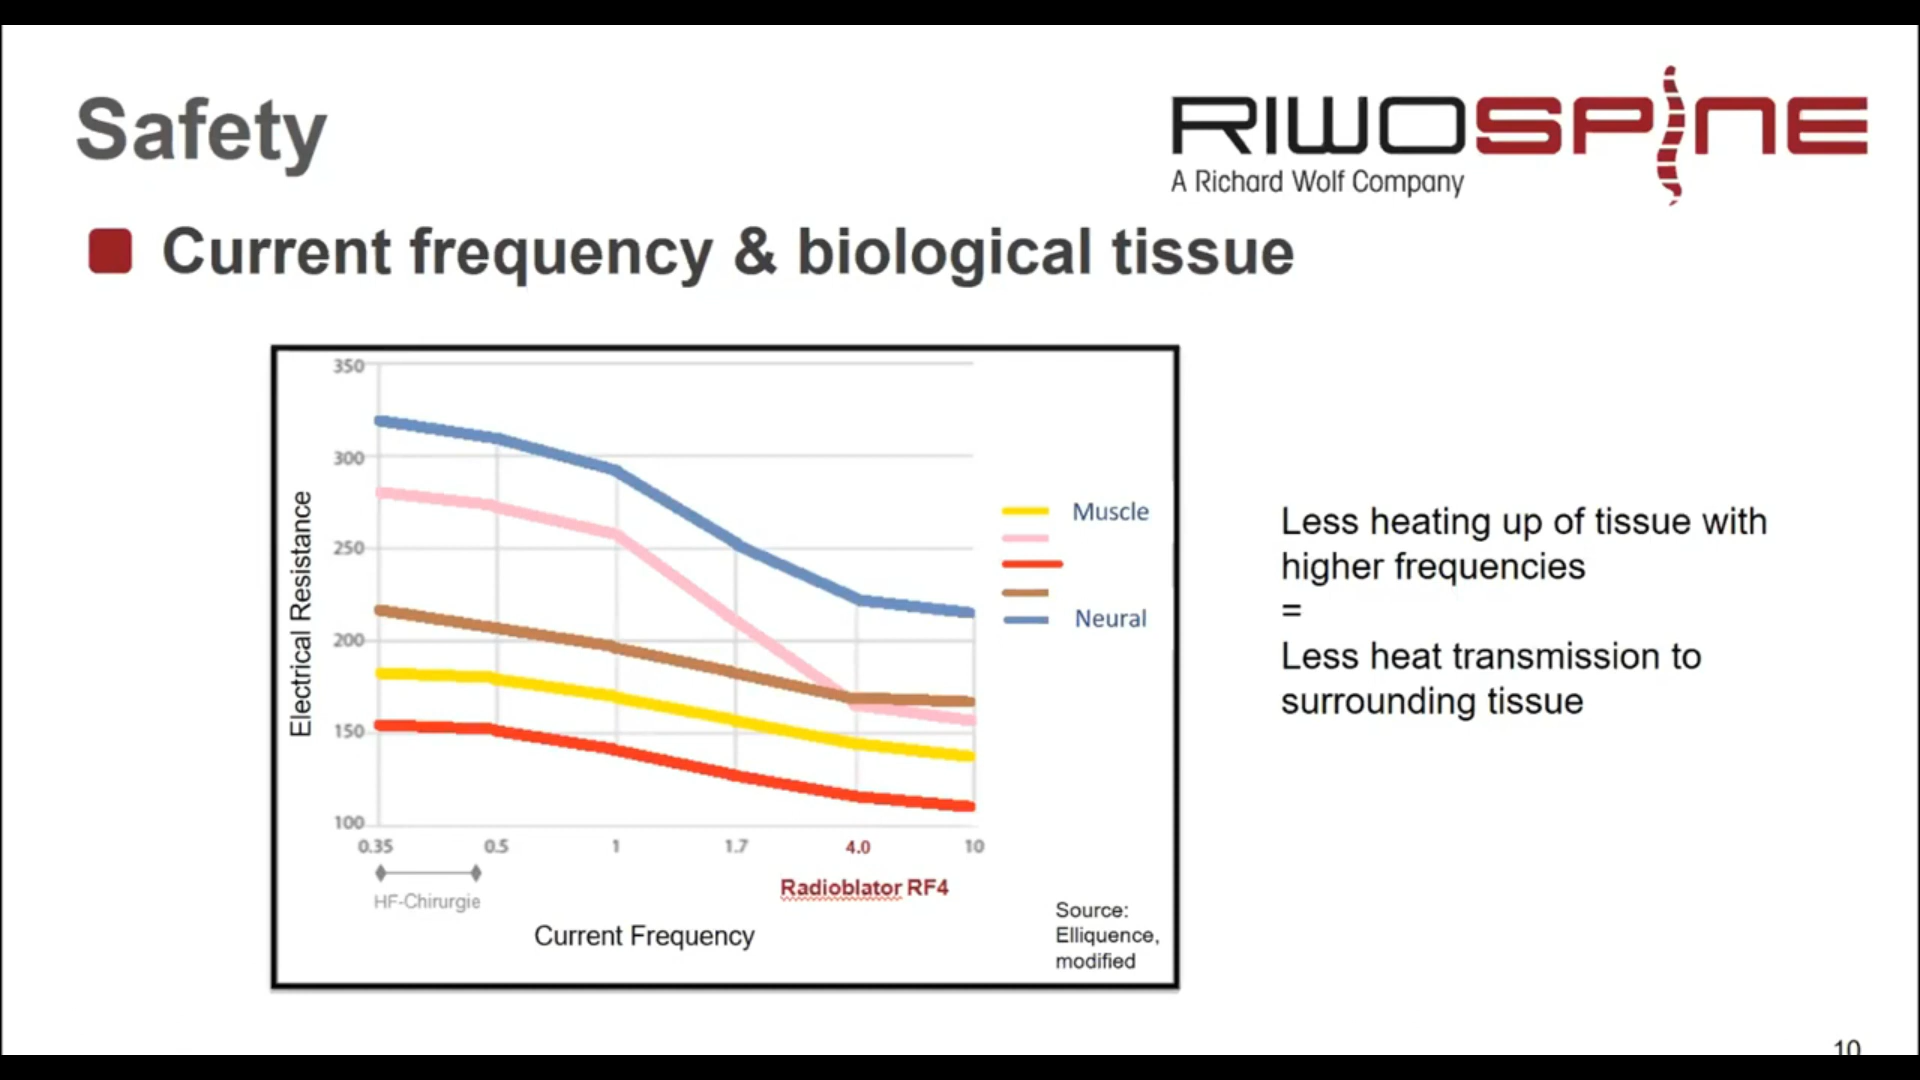 Safety
RIWOSPINE
A Richard Wolf Company
Current frequency & biological tissue
350
300
250
200
150
100
Electrical Resistance
0.35 0.5 1 1.7 4.0 10
HF-Chirurgie
Radioblator RF4
Current Frequency
Muscle
Neural
Source:
Elliquence,
modified
Less heating up of tissue with
higher frequencies
=
Less heat transmission to
surrounding tissue
10